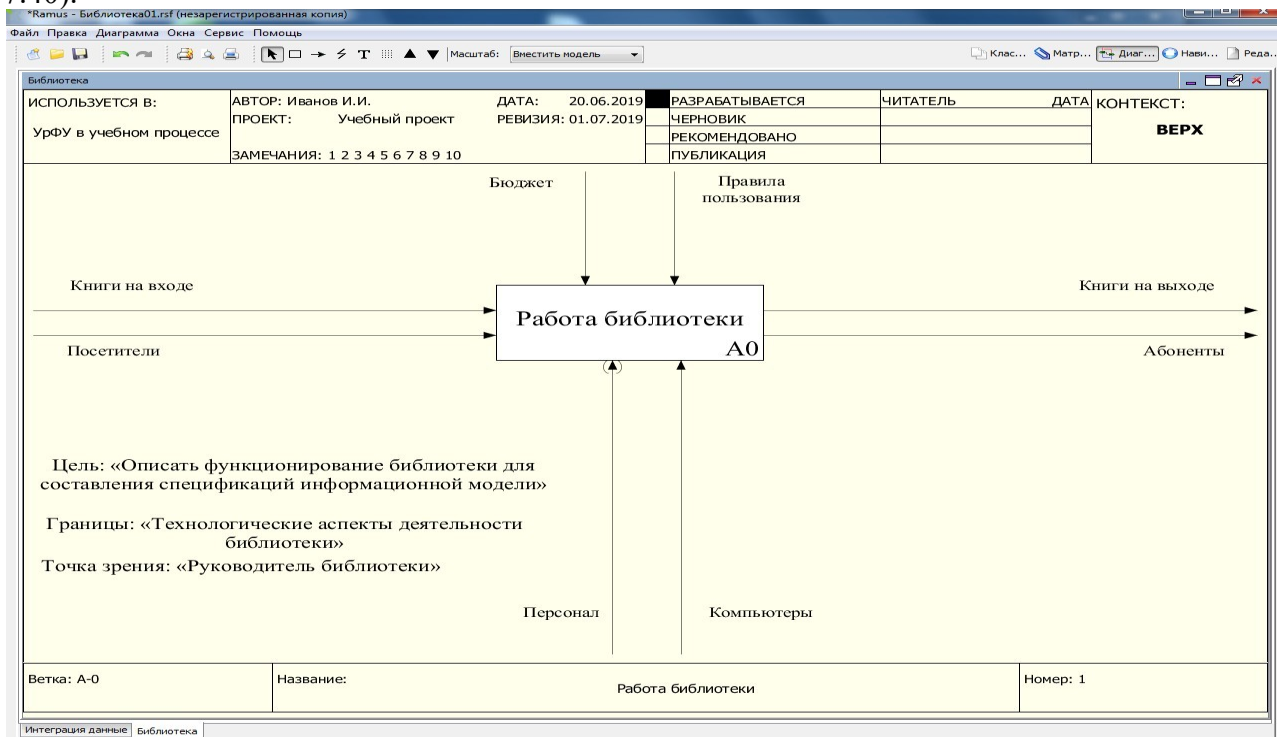 7.40).
*Ramus - Библиотека01.rsf (незарегистрированная копия)
Файл Правка Диаграмма Окна Сервис Помощь
T Масштаб: Вместить модель Клас... Матр... Диаг... Нави... Реда...
Библиотека
ИСПОЛЬЗУЕТСЯ В: АВТОР: Иванов И.И. ДАТА: 20.06.2019 РАЗРАБАТЫВАЕТСЯ ЧИТАТЕЛЬ ДАТА КОНТЕКСТ:
УрФУ в учебном процессе ПРОЕКТ: Учебный проект РЕВИЗИЯ: 01.07.2019 ЧЕРНОВИК ВЕРХ
РЕКОМЕНДОВАНО
ЗАМЕЧАНИЯ: 1 2 3 4 5 6 7 8 9 10 ПУБЛИКАЦИЯ
Бюджет Правила
пользования
Книги на входе Книги на выходе
Работа библиотеки
A0
Посетители Абоненты
Цель: «Описать функционирование библиотеки для
составления спецификаций информационной модели»
Границы: «Технологические аспекты деятельности
библиотеки»
Точка зрения: «Руководитель библиотеки»
Персонал Компьютеры
Ветка: A-0 Название: Работа библиотеки Номер: 1
Интеграция данные Библиотека